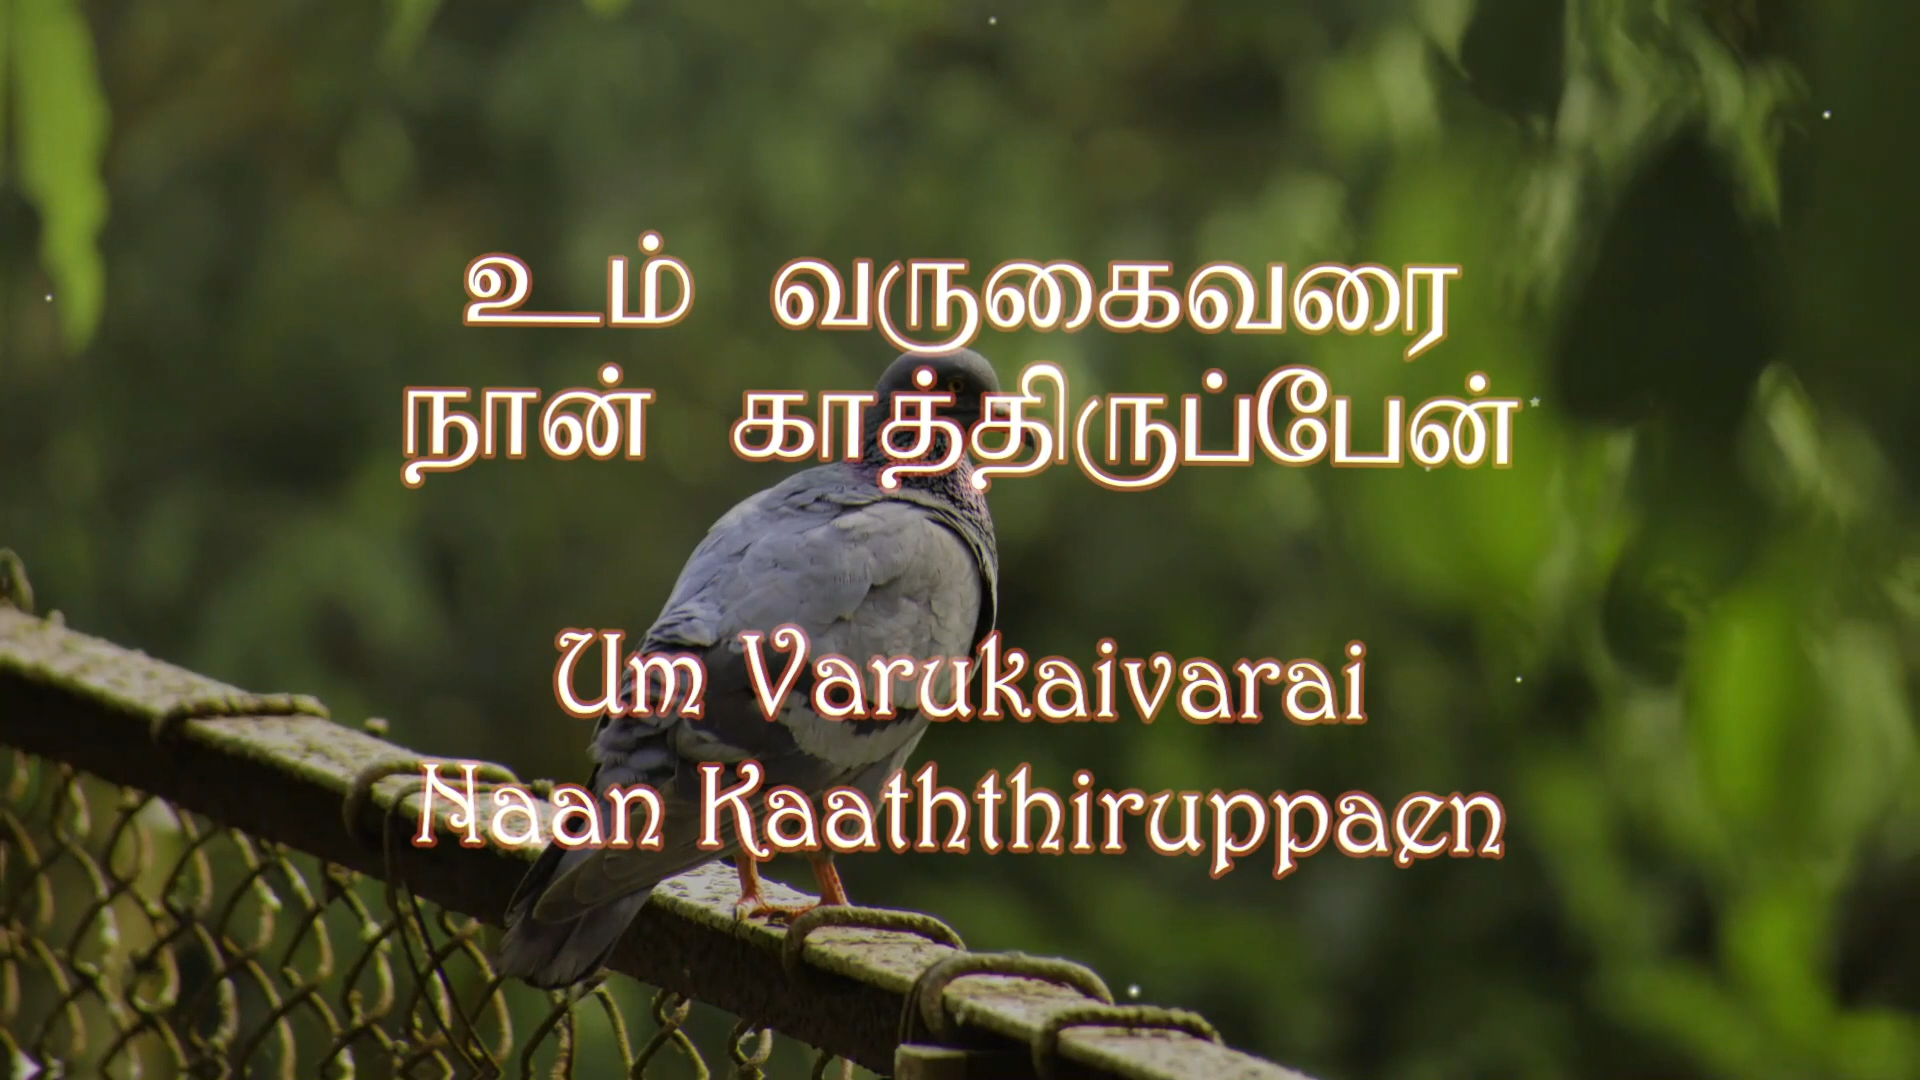 உம் வருகைவரை
நான் காத்திருப்பேன்
Um Varukaivarai
Naan Kaaththiruppaen